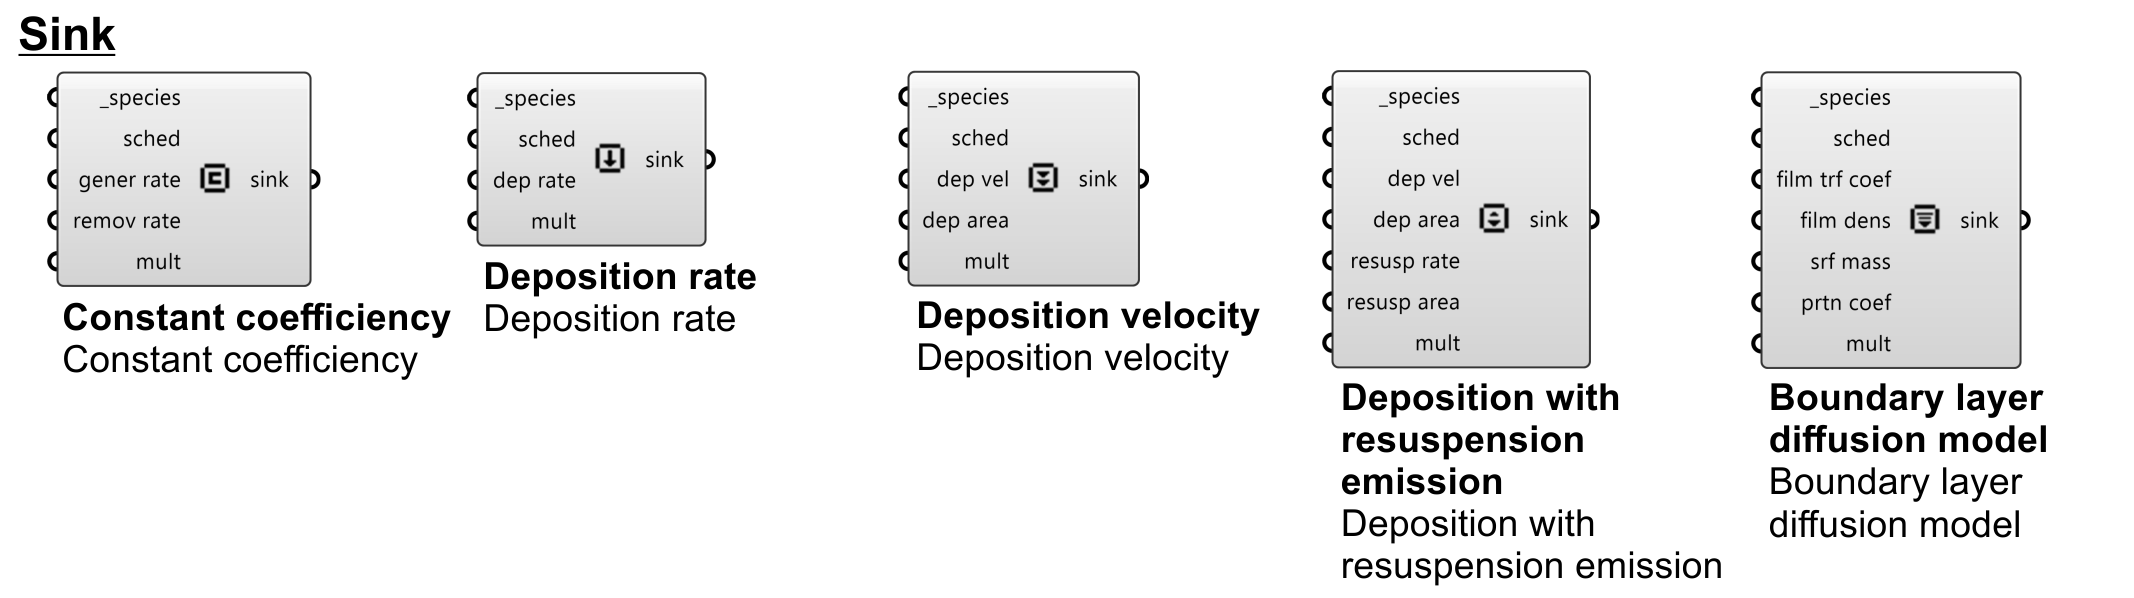 Sink
_species
sched
gener rate
remov rate
mult
sink
Constant coefficiency
Constant coefficiency
_species
sched
dep rate
mult
sink
Deposition rate
Deposition rate
_species
sched
dep vel
dep area
mult
sink
Deposition velocity
Deposition velocity
_species
sched
dep vel
dep area
resusp rate
resusp area
mult
sink
Deposition with
resuspension
emission
Deposition with
resuspension emission
_species
sched
film trf coef
film dens
srf mass
prtn coef
mult
sink
Boundary layer
diffusion model
Boundary layer
diffusion model